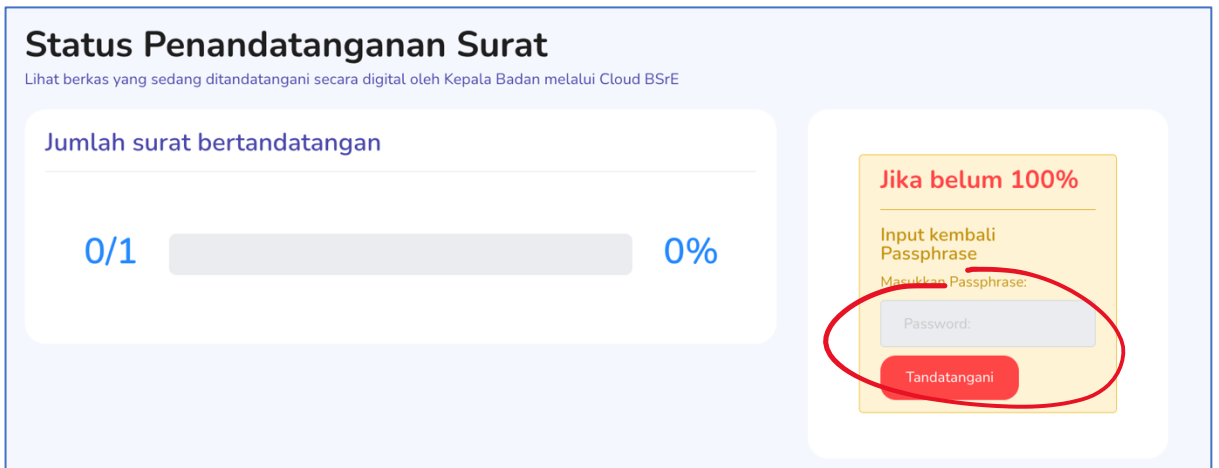 Status Penandatanganan Surat
Lihat berkas yang sedang ditandatangani secara digital oleh Kepala Badan melalui Cloud BSrE
Jumlah surat bertandatangan
0/1
0%
Jika belum 100%
Input kembali
Passphrase
Masukkan Passphrase:
Password:
Tandatangani